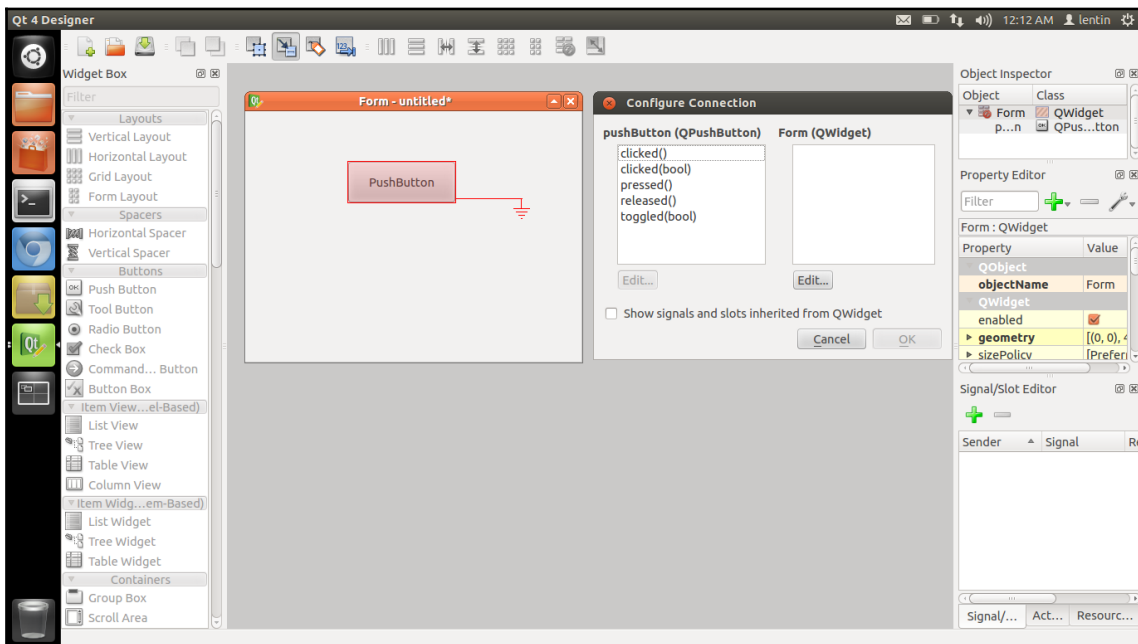 Qt 4 Designer
12:12 AM lentin
Widget Box
Filter
Layouts
Vertical Layout
Horizontal Layout
Grid Layout
Form Layout
Spacers
Horizontal Spacer
Vertical Spacer
Buttons
Push Button
Tool Button
Radio Button
Check Box
Command... Button
Button Box
Item View...el-Based)
List View
Tree View
Table View
Column View
Item Widg...em-Based)
List Widget
Tree Widget
Table Widget
Containers
Group Box
Scroll Area
Form - untitled*
PushButton
Configure Connection
pushButton (QPushButton) Form (QWidget)
clicked()
clicked(bool)
pressed()
released()
toggled(bool)
Edit... Edit...
Show signals and slots inherited from QWidget
Cancel OK
Object Inspector
Object Class
Form QWidget
p...n QPus...tton
Property Editor
Filter
Form : QWidget
Property Value
QObject
objectName Form
QWidget
enabled
geometry [(0, 0), 4
sizePolicy [Prefer
Signal/Slot Editor
Sender Signal Re
Signal/... Act... Resourc...